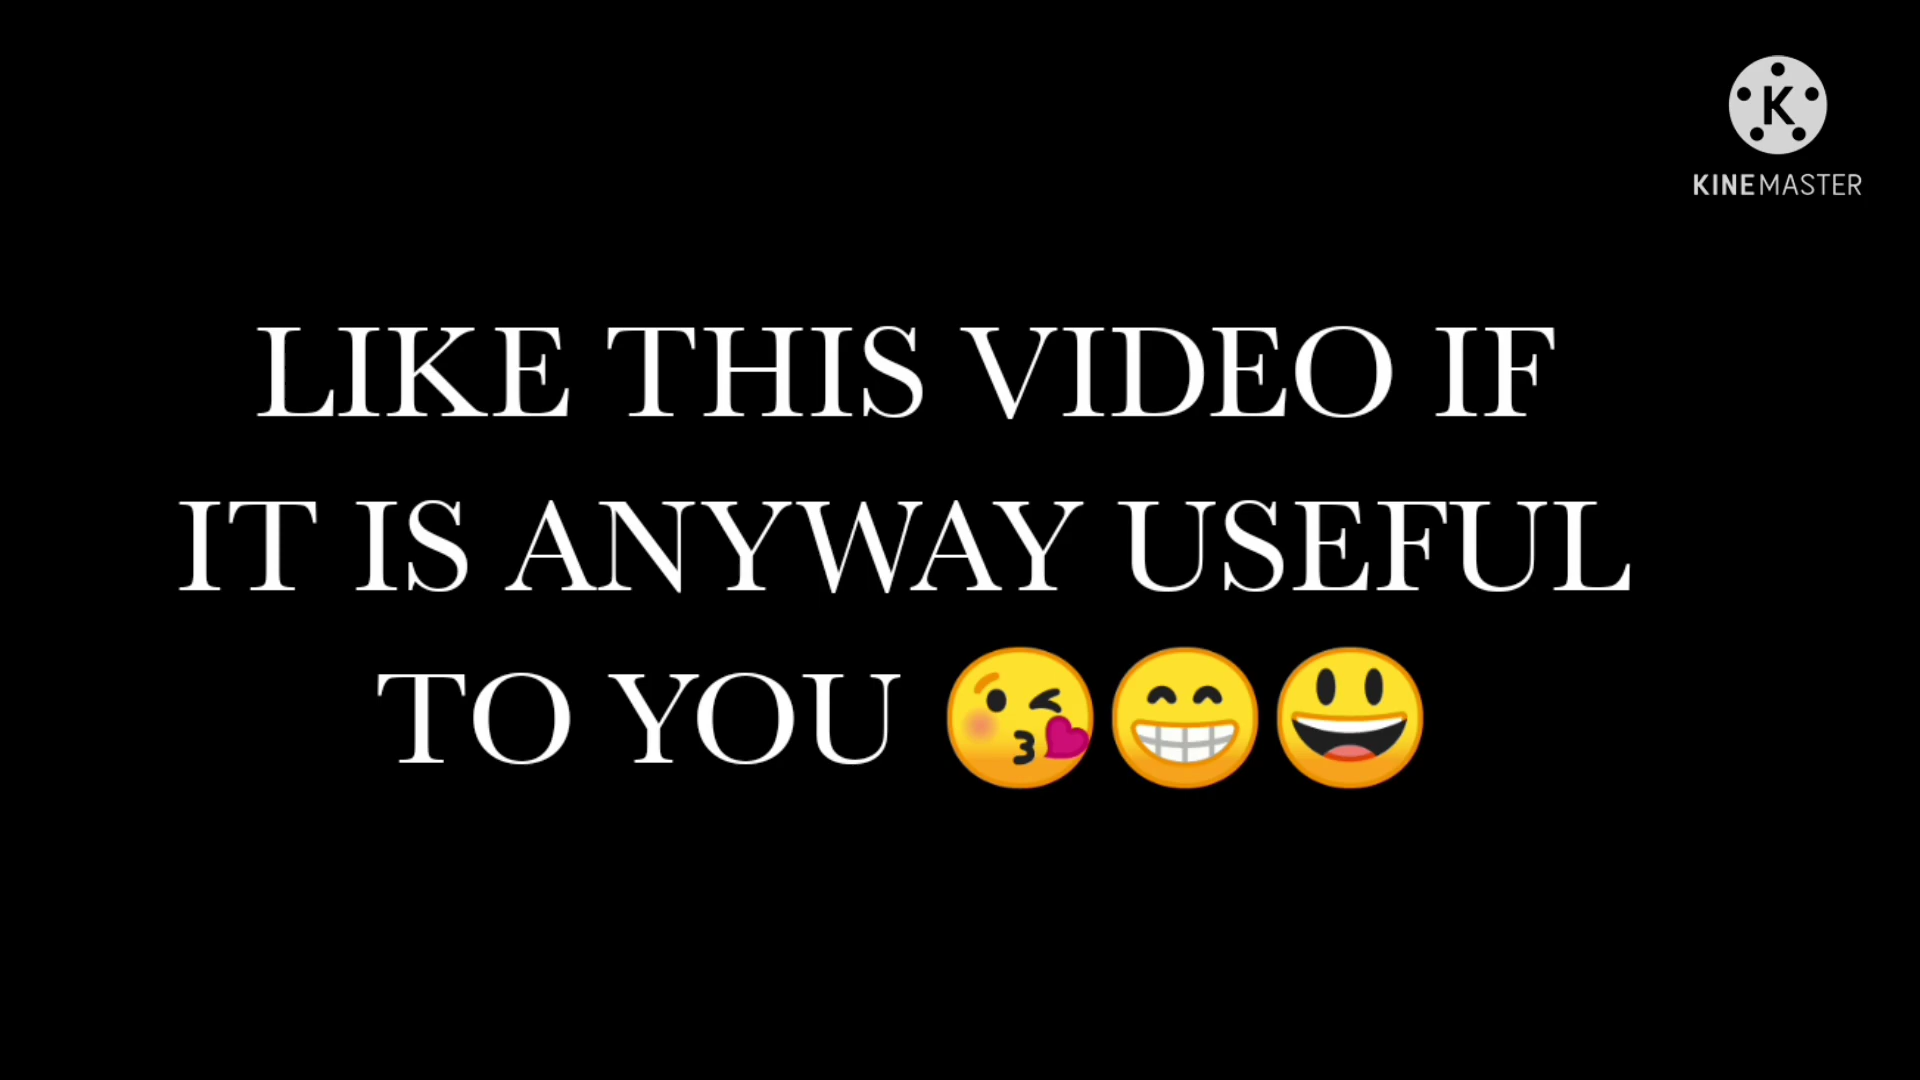 K
KINEMASTER
LIKE THIS VIDEO IF
IT IS ANYWAY USEFUL
TO YOU 😘😁😃